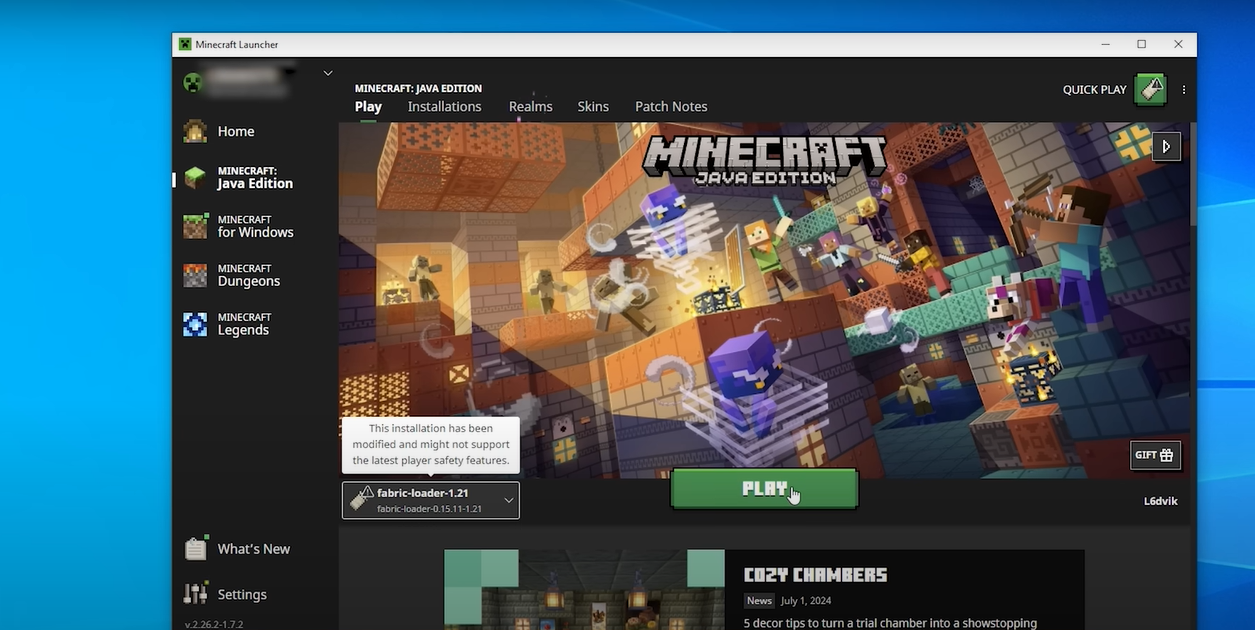 Minecraft Launcher
MINECRAFT: JAVA EDITION
Play Installations Realms Skins Patch Notes
QUICK PLAY
Home
MINECRAFT:
Java Edition
MINECRAFT
for Windows
MINECRAFT
Dungeons
MINECRAFT
Legends
What's New
Settings
v.2.26.2-1.7.2
MINECRAFT
JAVA EDITION
This installation has been
modified and might not support
the latest player safety features.
fabric-loader-1.21
fabric-loader-0.15.11-1.21
PLAY
GIFT
L6dvik
COZY CHAMBERS
News July 1, 2024
5 decor tips to turn a trial chamber into a showstopping